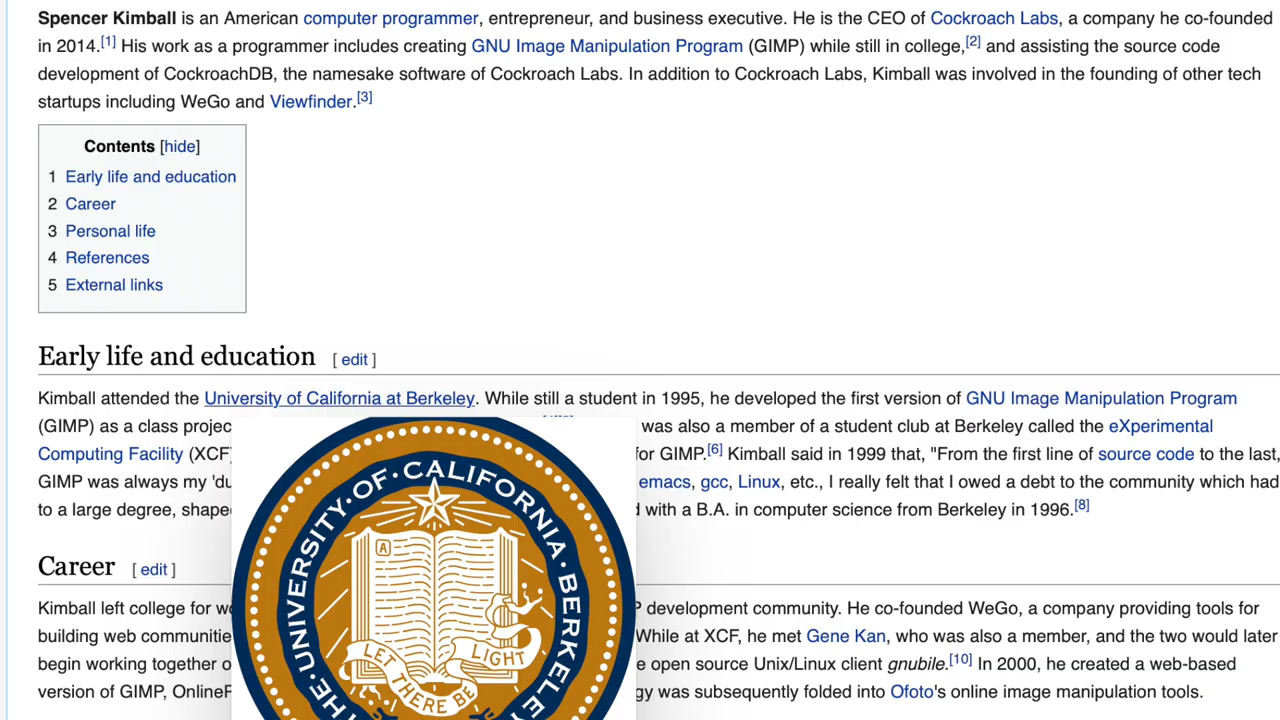 Spencer Kimball is an American computer programmer, entrepreneur, and business executive. He is the CEO of Cockroach Labs, a company he co-founded
in 2014.[1] His work as a programmer includes creating GNU Image Manipulation Program (GIMP) while still in college,[2] and assisting the source code
development of CockroachDB, the namesake software of Cockroach Labs. In addition to Cockroach Labs, Kimball was involved in the founding of other tech
startups including WeGo and Viewfinder.[3]
Contents [hide]
1 Early life and education
2 Career
3 Personal life
4 References
5 External links
Early life and education [ edit ]
Kimball attended the University of California at Berkeley. While still a student in 1995, he developed the first version of GNU Image Manipulation Program
(GIMP) as a class projec was also a member of a student club at Berkeley called the eXperimental
Computing Facility (XCF for GIMP.[6] Kimball said in 1999 that, "From the first line of source code to the last,
GIMP was always my 'du emacs, gcc, Linux, etc., I really felt that I owed a debt to the community which had
to a large degree, shape with a B.A. in computer science from Berkeley in 1996.[8]
Career [ edit ]
Kimball left college for wo development community. He co-founded WeGo, a company providing tools for
building web communitie While at XCF, he met Gene Kan, who was also a member, and the two would later
begin working together o e open source Unix/Linux client gnubile.[10] In 2000, he created a web-based
version of GIMP, OnlineF gy was subsequently folded into Ofoto's online image manipulation tools.
THE·UNIVERSITY·OF·CALIFORNIA·BERKELEY
A
LET THERE BE LIGHT